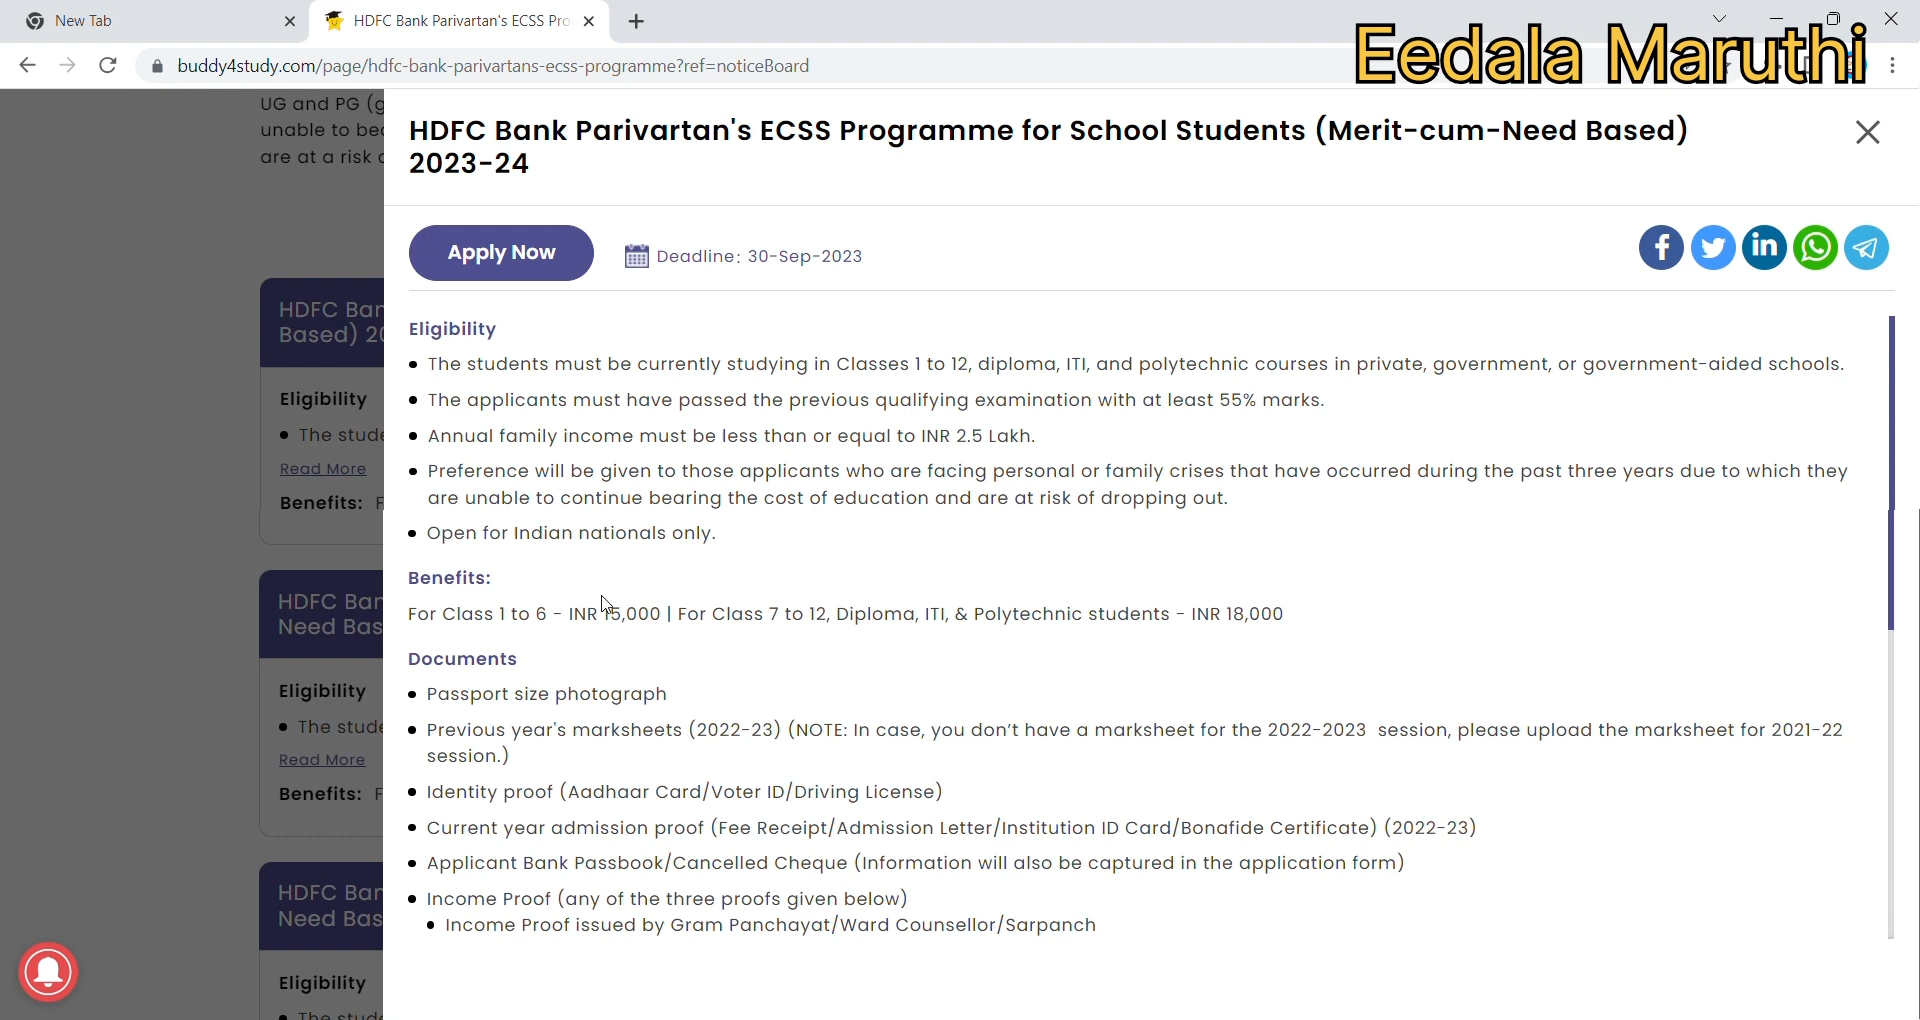 New Tab
HDFC Bank Parivartan's ECSS Pro
Eedala Maruthi
buddy4study.com/page/hdfc-bank-parivartans-ecss-programme?ref=noticeBoard
UG and PG (g
unable to bea
are at a risk o
HDFC Ban
Based) 20
Eligibility
The stude
Read More
Benefits: F
HDFC Ban
Need Bas
Eligibility
The stude
Read More
Benefits: F
HDFC Ban
Need Bas
Eligibility
The stude
HDFC Bank Parivartan's ECSS Programme for School Students (Merit-cum-Need Based)
2023-24
Apply Now
Deadline: 30-Sep-2023
Eligibility
The students must be currently studying in Classes 1 to 12, diploma, ITI, and polytechnic courses in private, government, or government-aided schools.
The applicants must have passed the previous qualifying examination with at least 55% marks.
Annual family income must be less than or equal to INR 2.5 Lakh.
Preference will be given to those applicants who are facing personal or family crises that have occurred during the past three years due to which they
are unable to continue bearing the cost of education and are at risk of dropping out.
Open for Indian nationals only.
Benefits:
For Class 1 to 6 - INR 15,000 | For Class 7 to 12, Diploma, ITI, & Polytechnic students - INR 18,000
Documents
Passport size photograph
Previous year's marksheets (2022-23) (NOTE: In case, you don't have a marksheet for the 2022-2023 session, please upload the marksheet for 2021-22
session.)
Identity proof (Aadhaar Card/Voter ID/Driving License)
Current year admission proof (Fee Receipt/Admission Letter/Institution ID Card/Bonafide Certificate) (2022-23)
Applicant Bank Passbook/Cancelled Cheque (Information will also be captured in the application form)
Income Proof (any of the three proofs given below)
Income Proof issued by Gram Panchayat/Ward Counsellor/Sarpanch